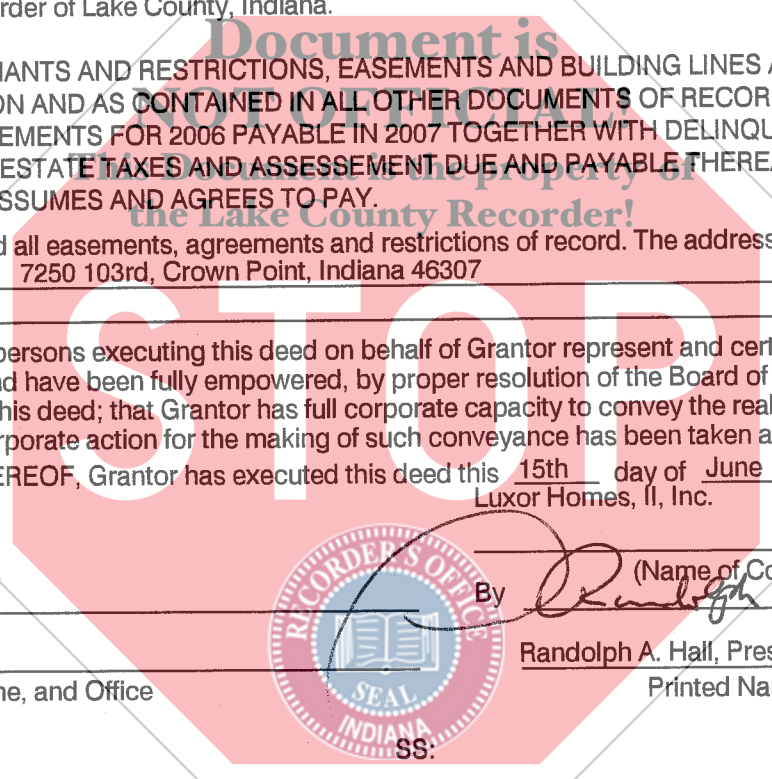 rder of Lake County, Indiana.
Document is
IANTS AND RESTRICTIONS, EASEMENTS AND BUILDING LINES A
NOT OFFICIAL!
ON AND AS CONTAINED IN ALL OTHER DOCUMENTS OF RECOR
EMENTS FOR 2006 PAYABLE IN 2007 TOGETHER WITH DELINQU
This Document is the property of
ESTATE TAXES AND ASSESSEMENT DUE AND PAYABLE THEREA
SSUMES AND AGREES TO PAY.
the Lake County Recorder!
d all easements, agreements and restrictions of record. The address
7250 103rd, Crown Point, Indiana 46307
STOP
persons executing this deed on behalf of Grantor represent and cert
nd have been fully empowered, by proper resolution of the Board of
his deed; that Grantor has full corporate capacity to convey the real
rporate action for the making of such conveyance has been taken a
EREOF, Grantor has executed this deed this 15th day of June
Luxor Homes, II, Inc.
(Name of Co
By Randolph
RECORDER'S OFFICE
SEAL
INDIANA
Randolph A. Hall, Pres
ne, and Office
Printed Na
SS: